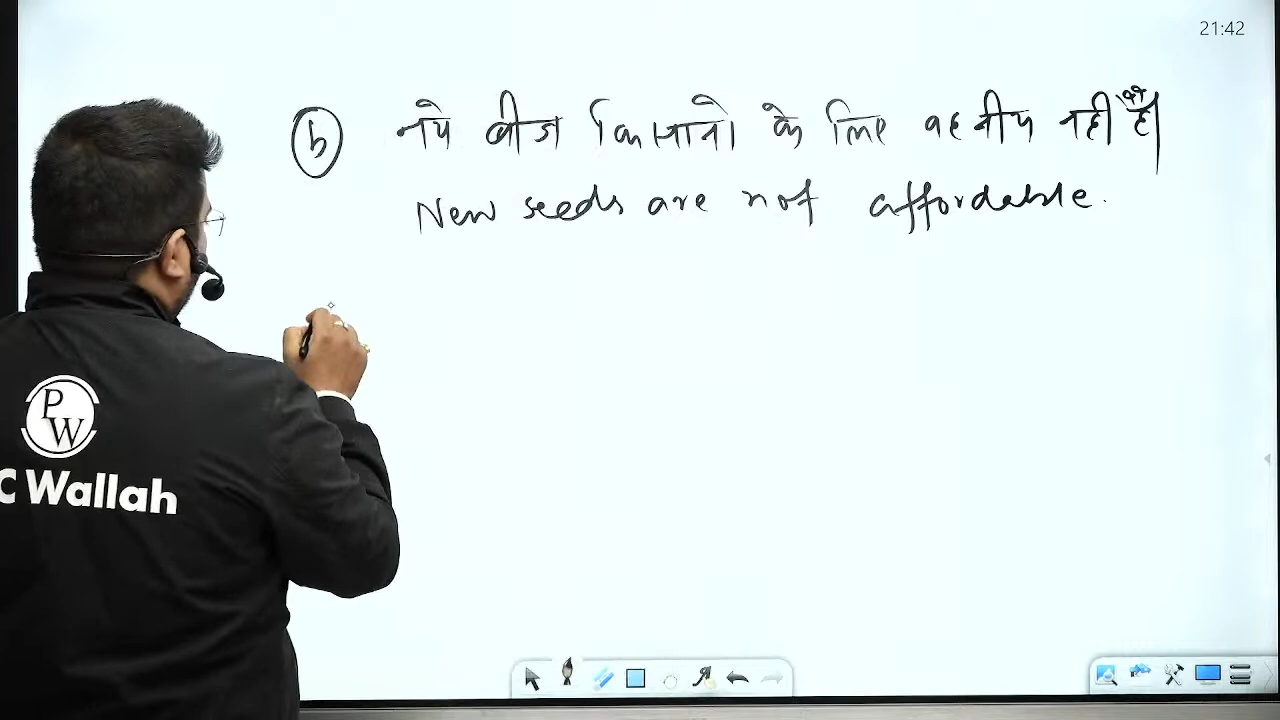 21:42
b नये बीज किसानों के लिए वहनीय नही है।
New seeds are not affordable.
PW
C Wallah